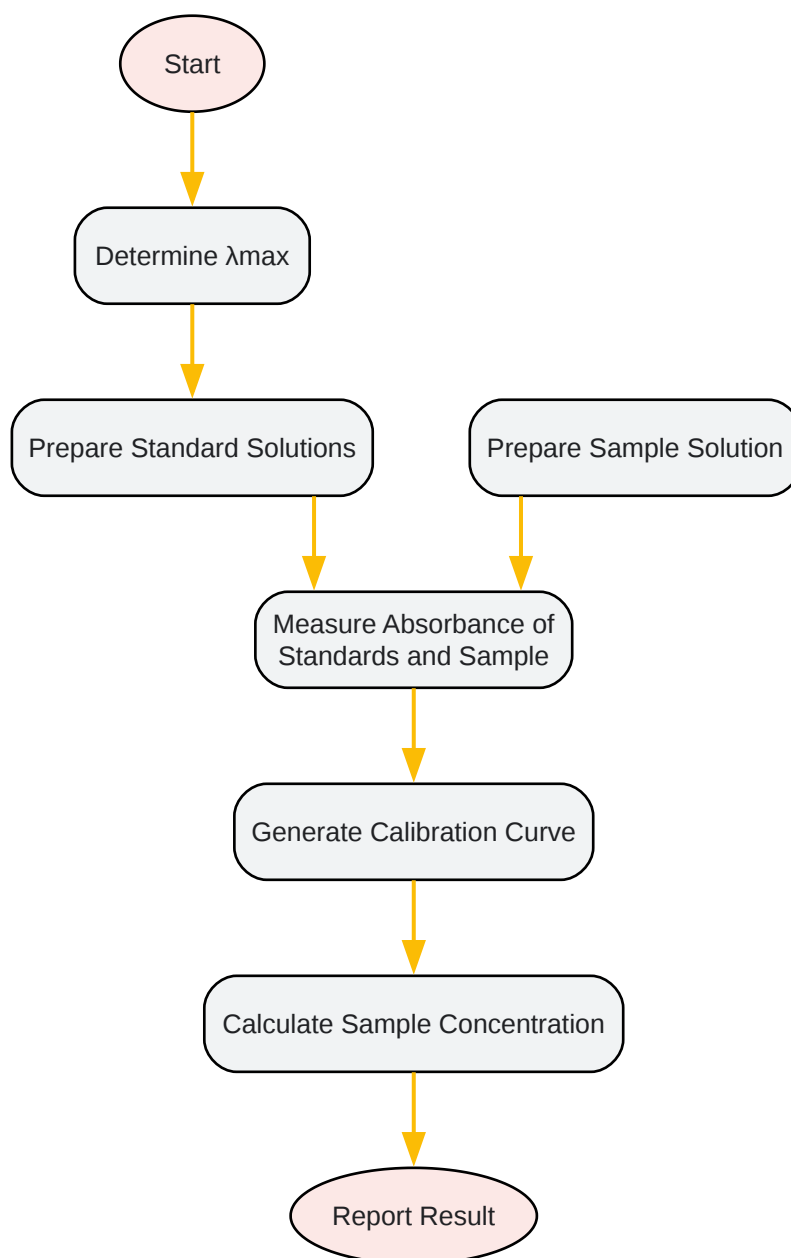 Start
Determine λmax
Prepare Standard Solutions
Prepare Sample Solution
Measure Absorbance of
Standards and Sample
Generate Calibration Curve
Calculate Sample Concentration
Report Result